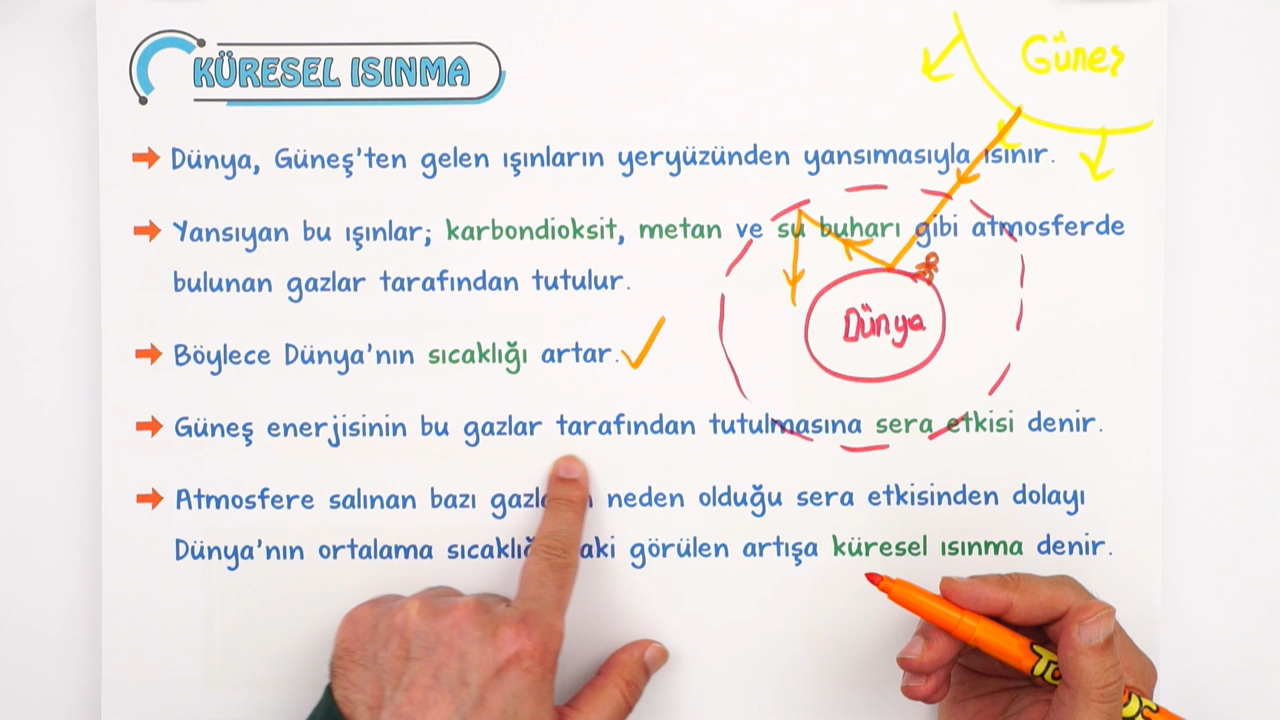 KÜRESEL ISINMA
Güneş
Dünya, Güneş'ten gelen ışınların yeryüzünden yansımasıyla ısınır.
Yansıyan bu ışınlar; karbondioksit, metan ve su buharı gibi atmosferde
bulunan gazlar tarafından tutulur.
Dünya
Böylece Dünya'nın sıcaklığı artar.
Güneş enerjisinin bu gazlar tarafından tutulmasına sera etkisi denir.
Atmosfere salınan bazı neden olduğu sera etkisinden dolayı
Dünya'nın ortalama görülen artışa küresel ısınma denir.